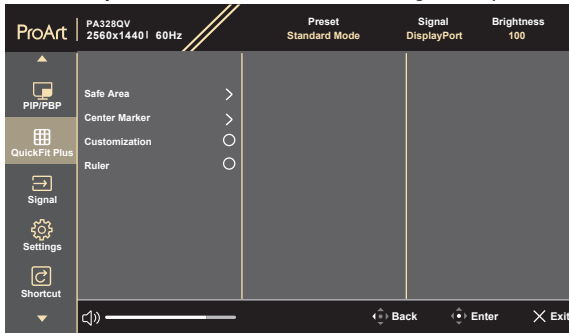 ProArt
PA328QV
2560x1440| 60Hz
Preset
Standard Mode
Signal
DisplayPort
Brightness
100
PIP/PBP
QuickFit Plus
Signal
Settings
Shortcut
Safe Area
Center Marker
Customization
Ruler
Back
Enter
Exit